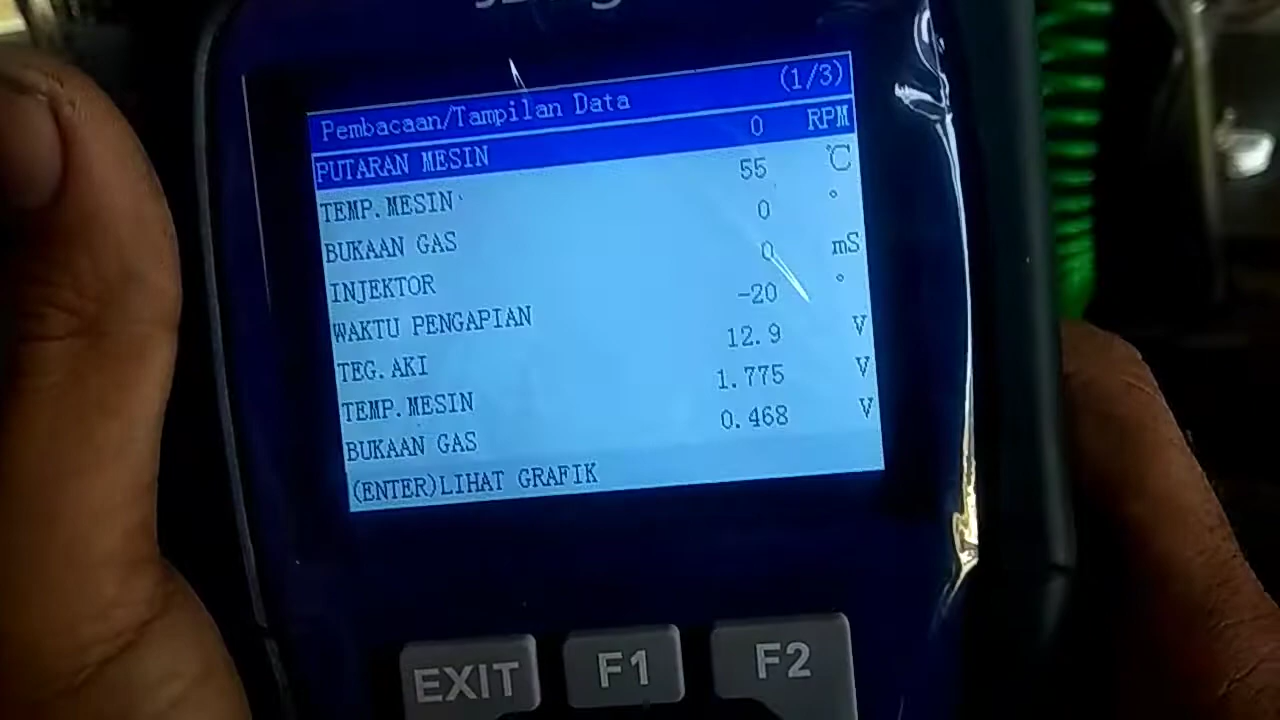 Pembacaan/Tampilan Data (1/3)
PUTARAN MESIN 0 RPM
TEMP.MESIN 55 ℃
BUKAAN GAS 0 °
INJEKTOR 0 mS
WAKTU PENGAPIAN -20 °
TEG.AKI 12.9 V
TEMP.MESIN 1.775 V
BUKAAN GAS 0.468 V
(ENTER)LIHAT GRAFIK
EXIT F1 F2